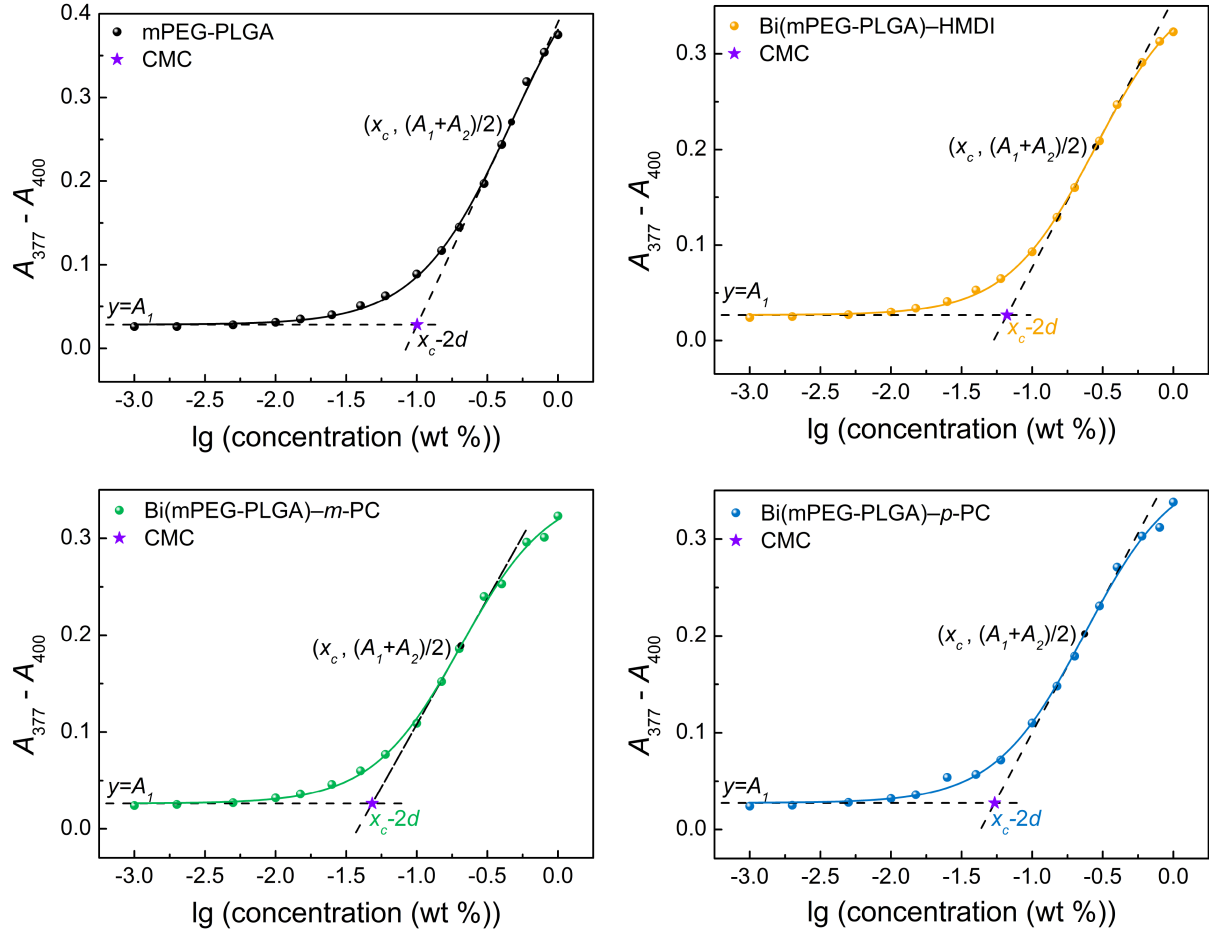 mPEG-PLGA
CMC
(x_c, (A_1+A_2)/2)
y=A_1
x_c-2d
A_377 - A_400
0.4
0.3
0.2
0.1
0.0
-3.0 -2.5 -2.0 -1.5 -1.0 -0.5 0.0
lg (concentration (wt %))
Bi(mPEG-PLGA)–HMDI
CMC
(x_c, (A_1+A_2)/2)
y=A_1
x_c-2d
A_377 - A_400
0.3
0.2
0.1
0.0
-3.0 -2.5 -2.0 -1.5 -1.0 -0.5 0.0
lg (concentration (wt %))
Bi(mPEG-PLGA)–m-PC
CMC
(x_c, (A_1+A_2)/2)
y=A_1
x_c-2d
A_377 - A_400
0.3
0.2
0.1
0.0
-3.0 -2.5 -2.0 -1.5 -1.0 -0.5 0.0
lg (concentration (wt %))
Bi(mPEG-PLGA)–p-PC
CMC
(x_c, (A_1+A_2)/2)
y=A_1
x_c-2d
A_377 - A_400
0.3
0.2
0.1
0.0
-3.0 -2.5 -2.0 -1.5 -1.0 -0.5 0.0
lg (concentration (wt %))